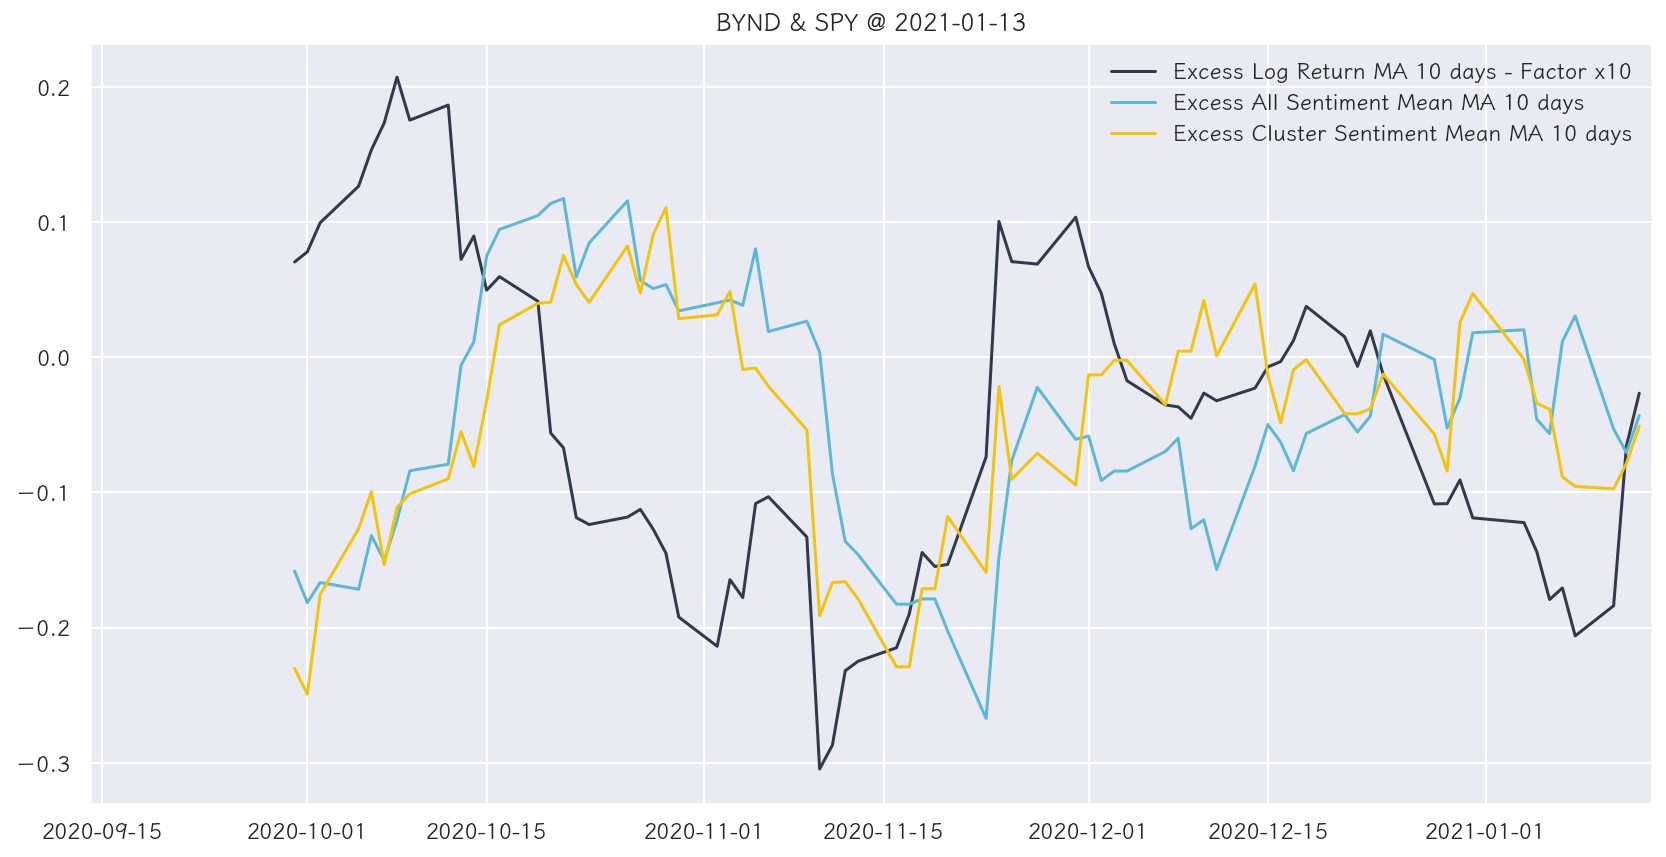 BYND & SPY @ 2021-01-13
Excess Log Return MA 10 days - Factor x10
Excess All Sentiment Mean MA 10 days
Excess Cluster Sentiment Mean MA 10 days
0.2
0.1
0.0
−0.1
−0.2
−0.3
2020-09-15 2020-10-01 2020-10-15 2020-11-01 2020-11-15 2020-12-01 2020-12-15 2021-01-01